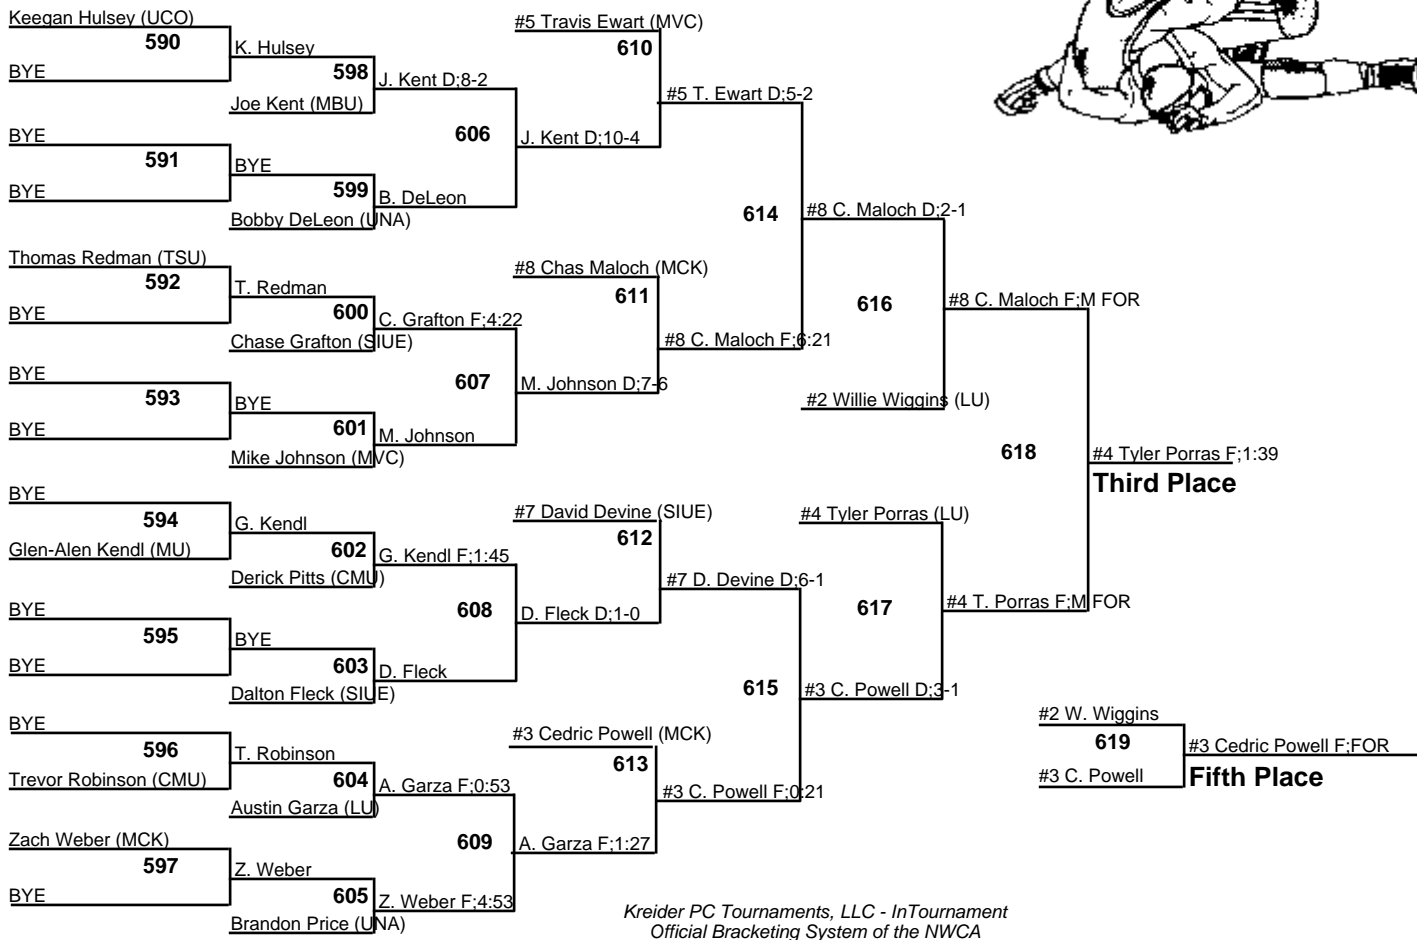 Keegan Hulsey (UCO)
590
BYE
K. Hulsey
598
Joe Kent (MBU)
J. Kent D;8-2
BYE
591
BYE
BYE
599
Bobby DeLeon (UNA)
B. DeLeon
606
J. Kent D;10-4
#5 Travis Ewart (MVC)
610
#5 T. Ewart D;5-2
Thomas Redman (TSU)
592
BYE
T. Redman
600
Chase Grafton (SIUE)
C. Grafton F;4:22
BYE
593
BYE
BYE
601
Mike Johnson (MVC)
M. Johnson
607
M. Johnson D;7-6
#8 Chas Maloch (MCK)
611
#8 C. Maloch F;6:21
614
#8 C. Maloch D;2-1
616
#2 Willie Wiggins (LU)
#8 C. Maloch F;M FOR
BYE
594
Glen-Alen Kendl (MU)
G. Kendl
602
Derick Pitts (CMU)
G. Kendl F;1:45
BYE
595
BYE
BYE
603
Dalton Fleck (SIUE)
D. Fleck
608
D. Fleck D;1-0
#7 David Devine (SIUE)
612
#7 D. Devine D;6-1
BYE
596
Trevor Robinson (CMU)
T. Robinson
604
Austin Garza (LU)
A. Garza F;0:53
Zach Weber (MCK)
597
BYE
Z. Weber
605
Brandon Price (UNA)
Z. Weber F;4:53
609
A. Garza F;1:27
#3 Cedric Powell (MCK)
613
#3 C. Powell F;0:21
615
#3 C. Powell D;3-1
#4 Tyler Porras (LU)
617
#4 T. Porras F;M FOR
618
#4 Tyler Porras F;1:39
Third Place
#2 W. Wiggins
619
#3 C. Powell
#3 Cedric Powell F;FOR
Fifth Place
Kreider PC Tournaments, LLC - InTournament
Official Bracketing System of the NWCA